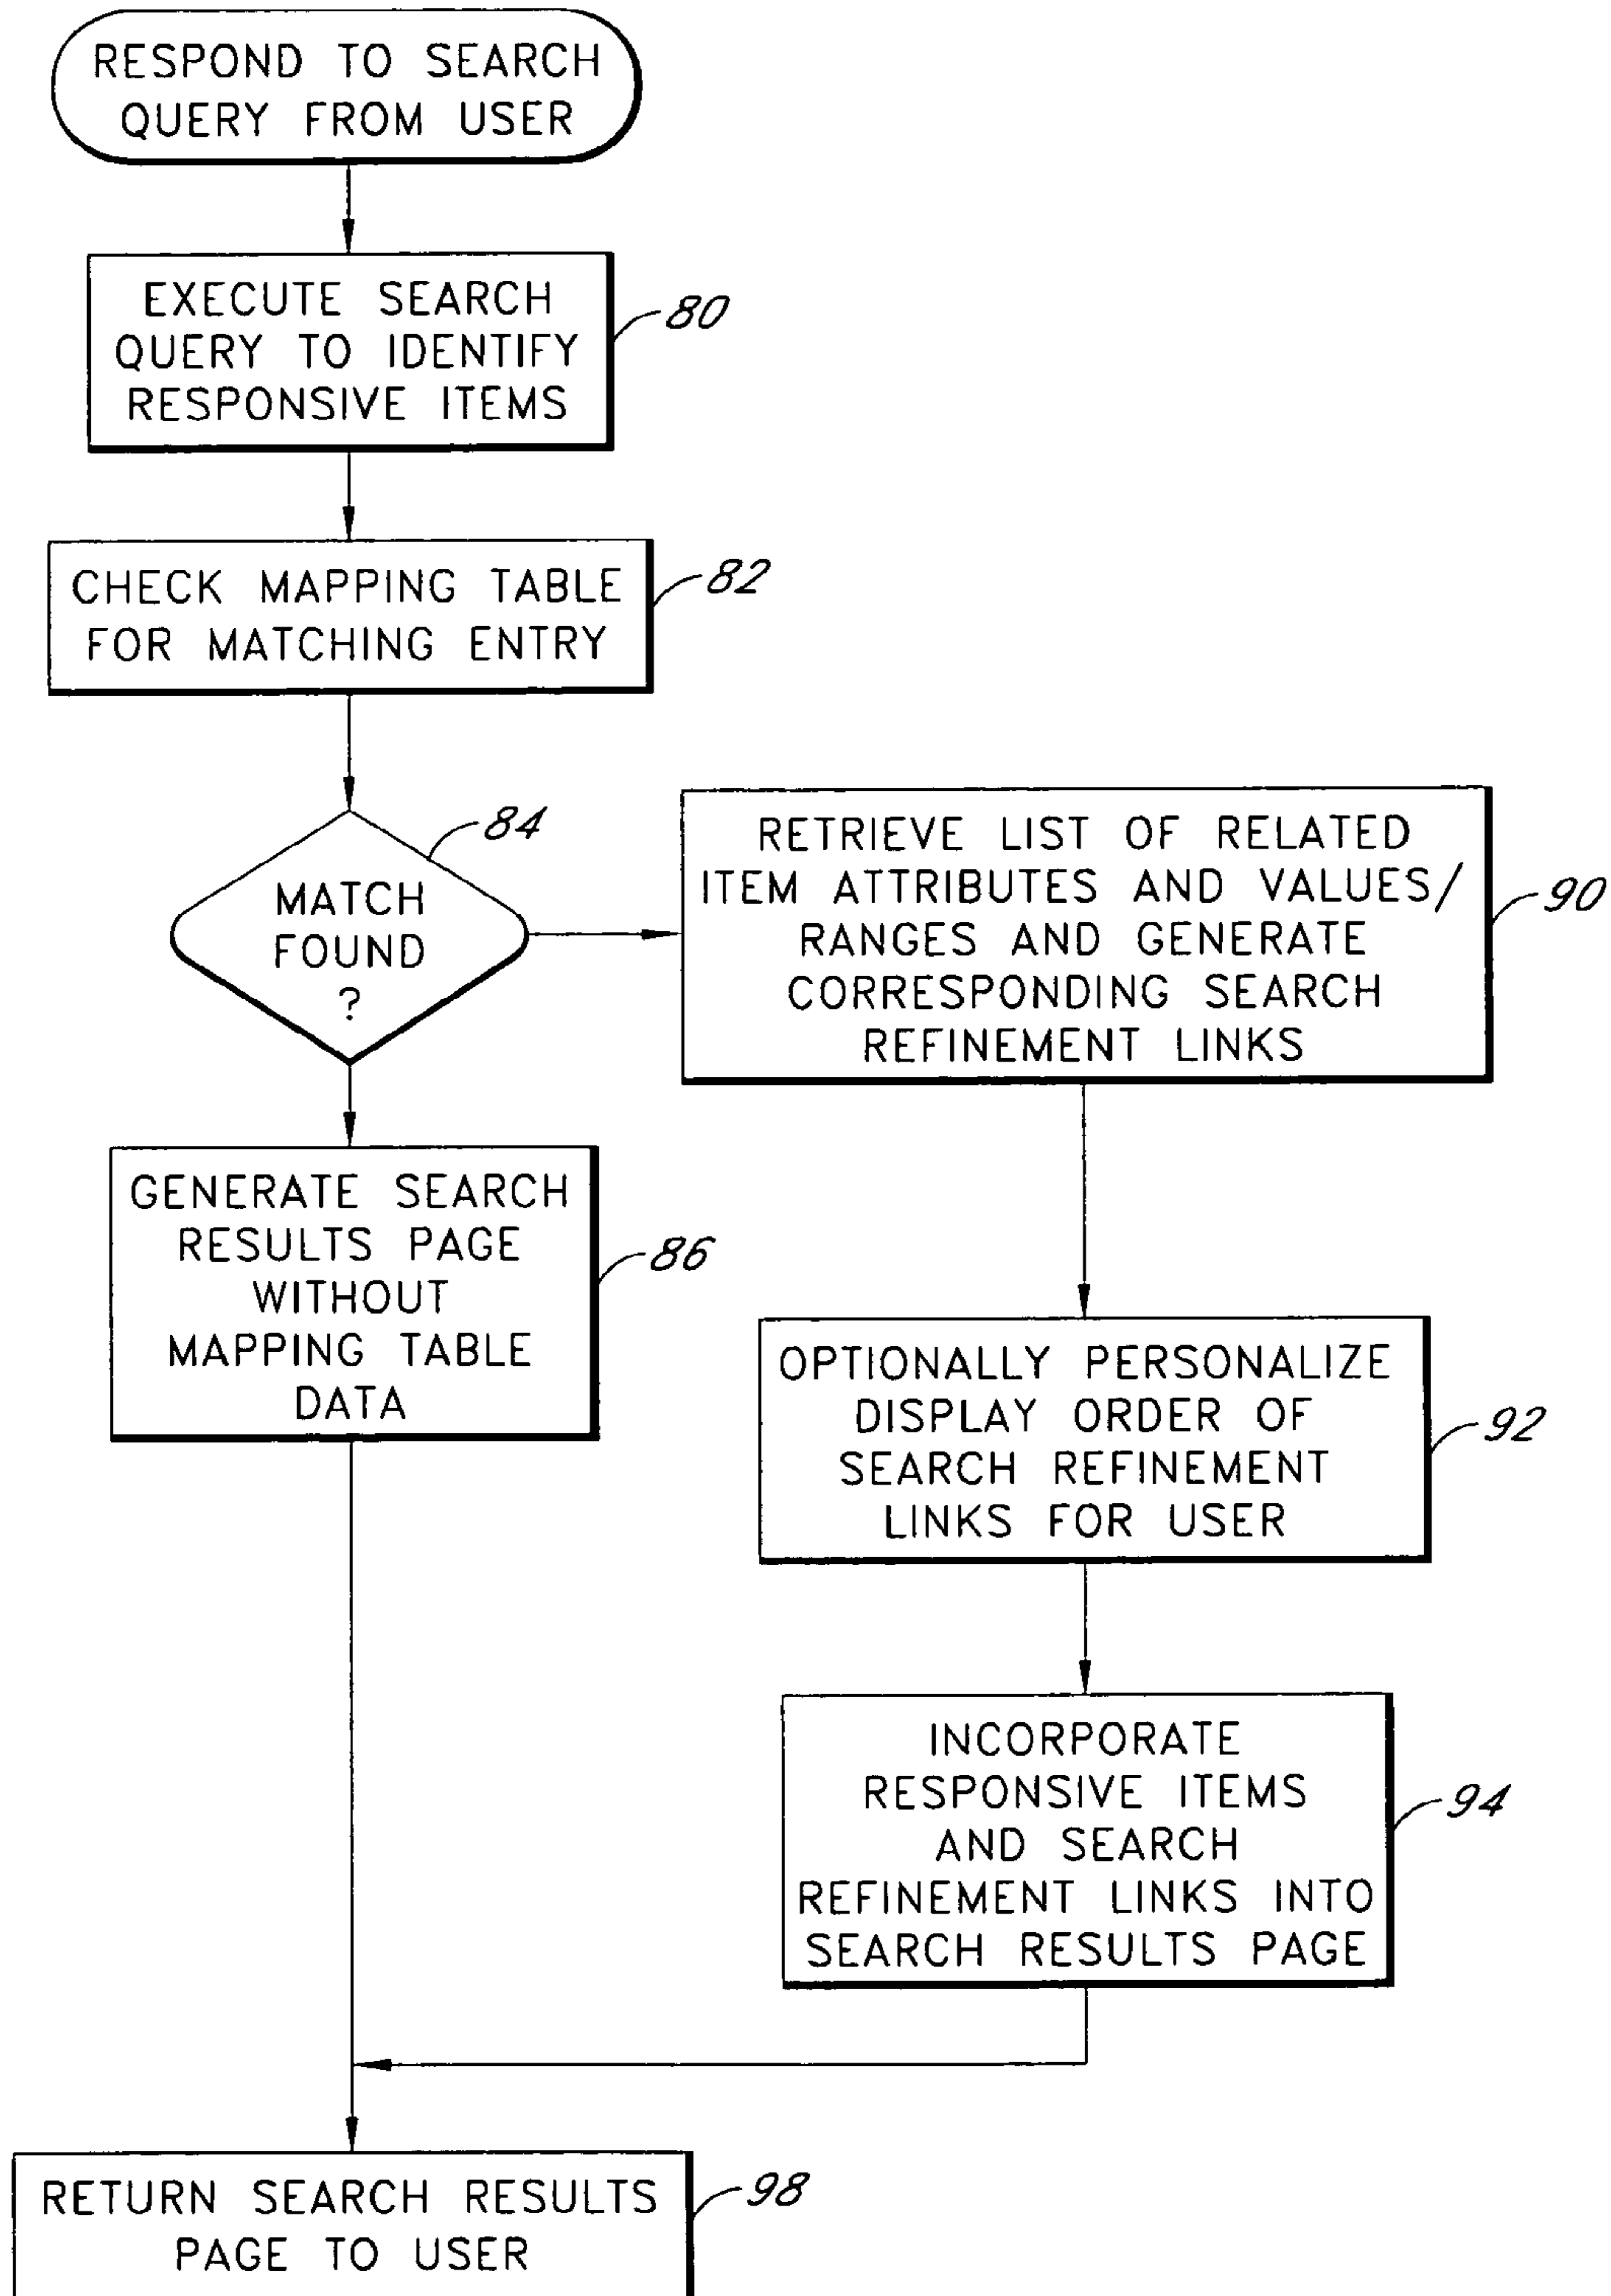 RESPOND TO SEARCH
QUERY FROM USER
EXECUTE SEARCH
QUERY TO IDENTIFY
RESPONSIVE ITEMS
80
CHECK MAPPING TABLE
FOR MATCHING ENTRY
82
84
MATCH
FOUND
?
RETRIEVE LIST OF RELATED
ITEM ATTRIBUTES AND VALUES/
RANGES AND GENERATE
CORRESPONDING SEARCH
REFINEMENT LINKS
90
GENERATE SEARCH
RESULTS PAGE
WITHOUT
MAPPING TABLE
DATA
86
OPTIONALLY PERSONALIZE
DISPLAY ORDER OF
SEARCH REFINEMENT
LINKS FOR USER
92
INCORPORATE
RESPONSIVE ITEMS
AND SEARCH
REFINEMENT LINKS INTO
SEARCH RESULTS PAGE
94
RETURN SEARCH RESULTS
PAGE TO USER
98